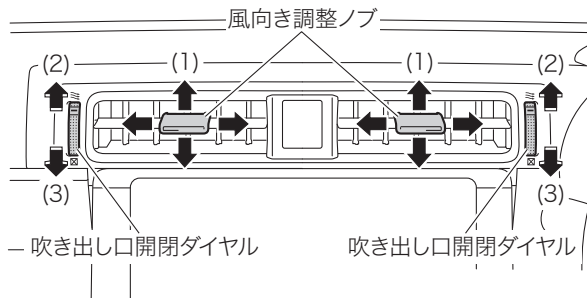 風向き調整ノブ
(2) (1) (1) (2)
(3) (3)
吹き出し口開閉ダイヤル 吹き出し口開閉ダイヤル